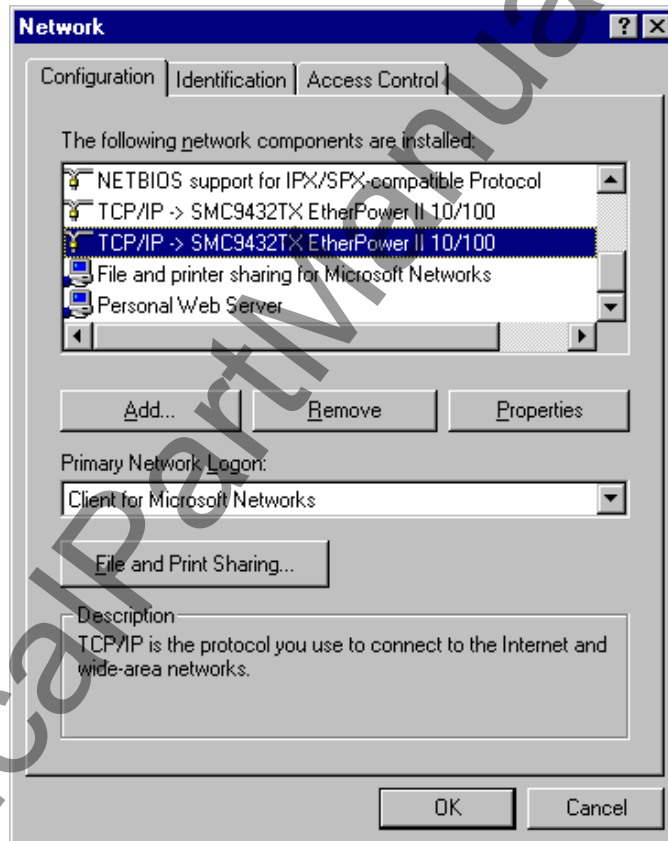 Network
Configuration Identification Access Control
The following network components are installed:
NETBIOS support for IPX/SPX-compatible Protocol
TCP/IP -> SMC9432TX EtherPower II 10/100
TCP/IP -> SMC9432TX EtherPower II 10/100
File and printer sharing for Microsoft Networks
Personal Web Server
Add... Remove Properties
Primary Network Logon:
Client for Microsoft Networks
File and Print Sharing...
Description
TCP/IP is the protocol you use to connect to the Internet and
wide-area networks.
OK Cancel